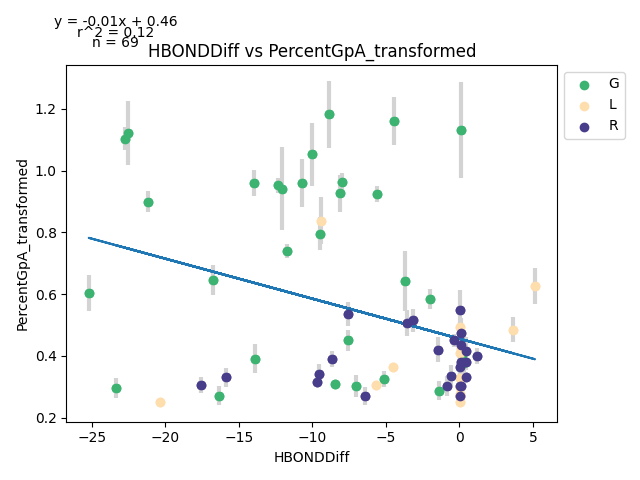 y = -0.01x + 0.46
r^2 = 0.12
n = 69
HBONDDiff vs PercentGpA_transformed
G
L
R
PercentGpA_transformed
1.2
1.0
0.8
0.6
0.4
0.2
−25
−20
−15
−10
−5
0
5
HBONDDiff